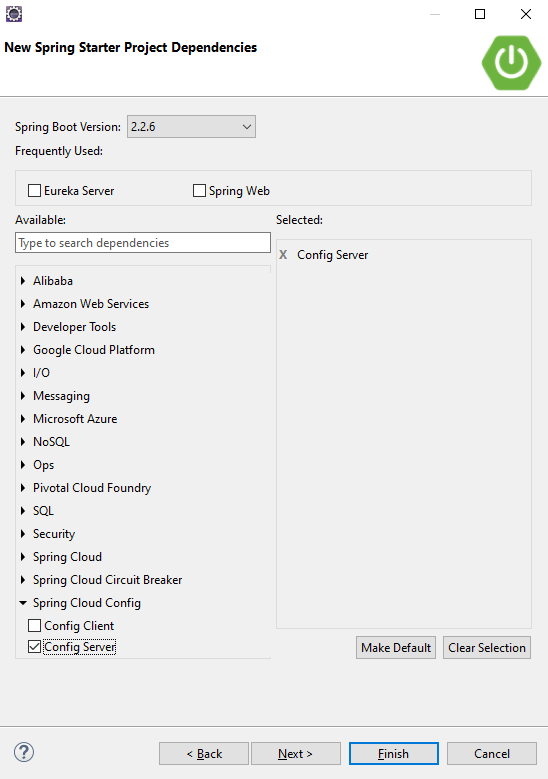 New Spring Starter Project Dependencies
Spring Boot Version: 2.2.6
Frequently Used:
Eureka Server Spring Web
Available: Selected:
Type to search dependencies
X Config Server
Alibaba
Amazon Web Services
Developer Tools
Google Cloud Platform
I/O
Messaging
Microsoft Azure
NoSQL
Ops
Pivotal Cloud Foundry
SQL
Security
Spring Cloud
Spring Cloud Circuit Breaker
Spring Cloud Config
Config Client
Config Server
Make Default Clear Selection
? < Back Next > Finish Cancel